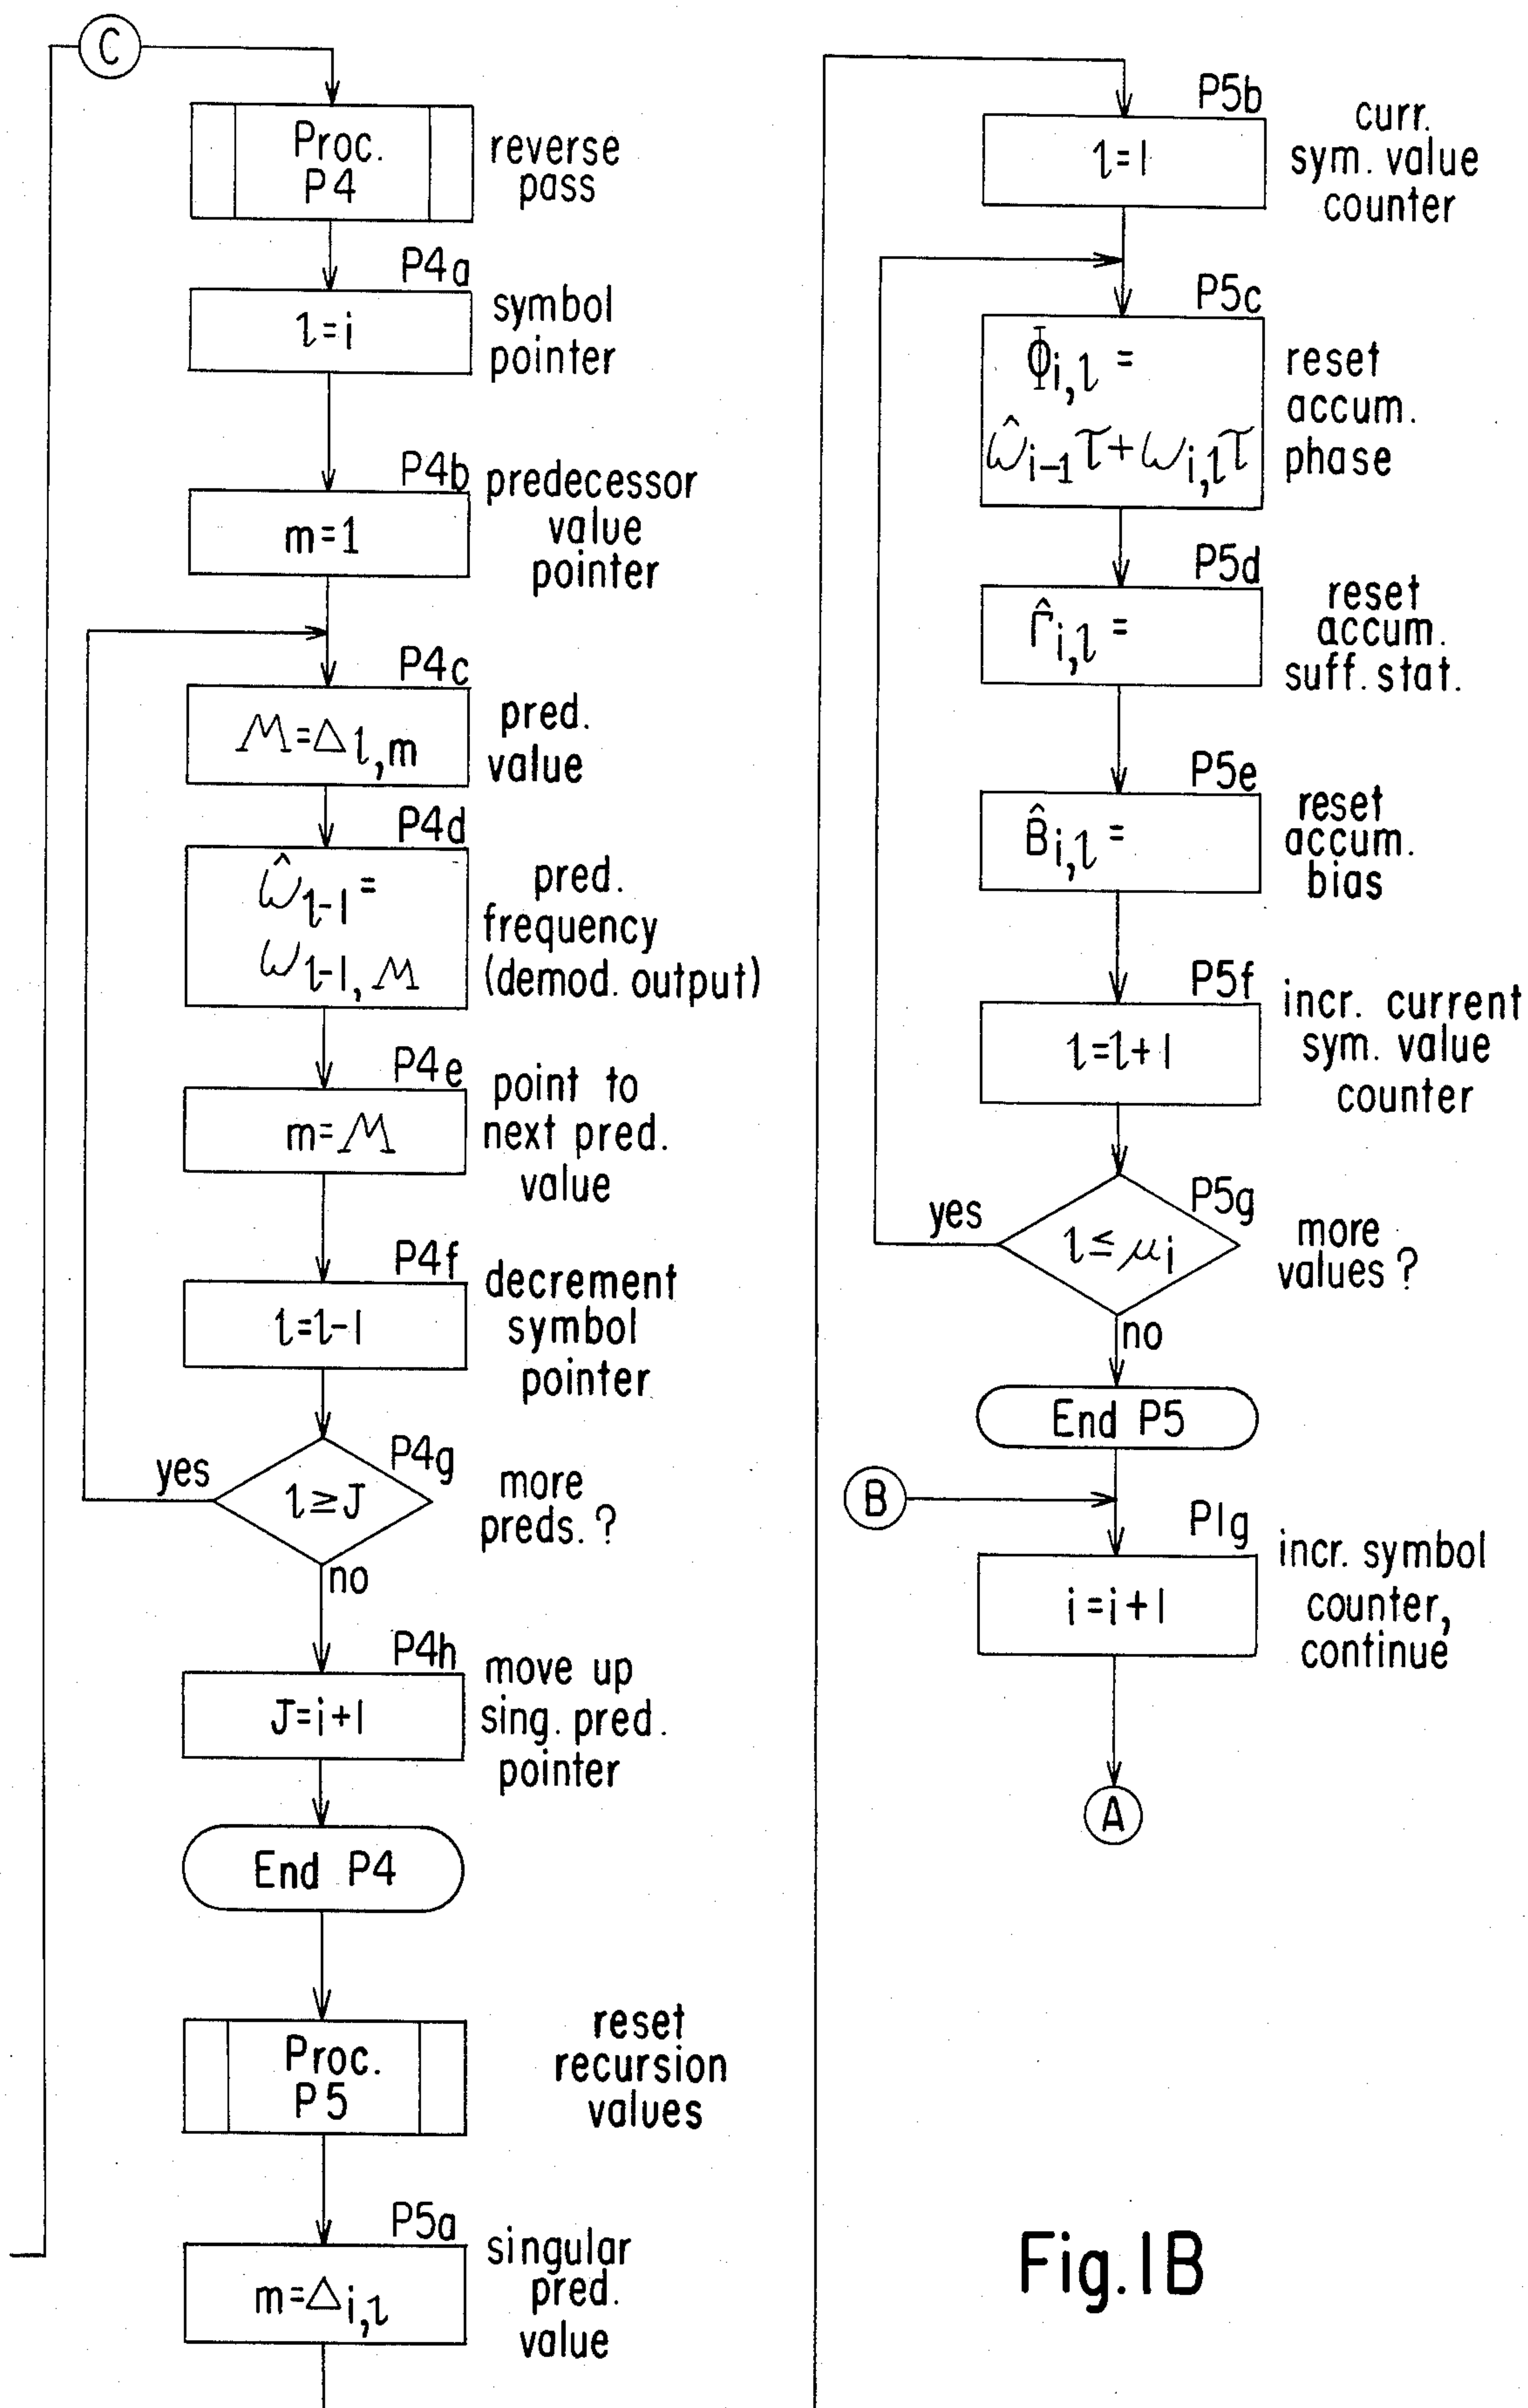 C
Proc.
P4
reverse
pass
P4a
l=i
symbol
pointer
P4b
m=1
predecessor
value
pointer
P4c
M=Δl,m
pred.
value
P4d
ω̂l-1 =
ωl-1, M
pred.
frequency
(demod. output)
P4e
m=M
point to
next pred.
value
P4f
l=l-1
decrement
symbol
pointer
P4g
yes
l≥J
more
preds.?
no
P4h
J=i+1
move up
sing. pred.
pointer
End P4
Proc.
P5
reset
recursion
values
P5a
m=Δi,l
singular
pred.
value
P5b
l=1
curr.
sym. value
counter
P5c
Φi,l =
ω̂i-1τ+ωi,lτ
reset
accum.
phase
P5d
Γ̂i,l =
reset
accum.
suff. stat.
P5e
B̂i,l =
reset
accum.
bias
P5f
l=l+1
incr. current
sym. value
counter
P5g
yes
l≤μi
more
values?
no
End P5
B
P1g
i=i+1
incr. symbol
counter,
continue
A
Fig.1B